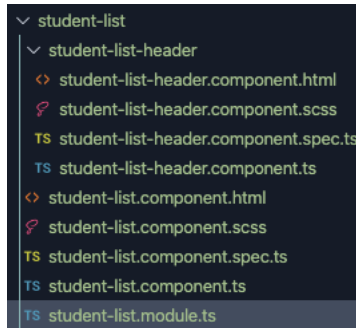 student-list
student-list-header
<> student-list-header.component.html
student-list-header.component.scss
TS student-list-header.component.spec.ts
TS student-list-header.component.ts
<> student-list.component.html
student-list.component.scss
TS student-list.component.spec.ts
TS student-list.component.ts
TS student-list.module.ts